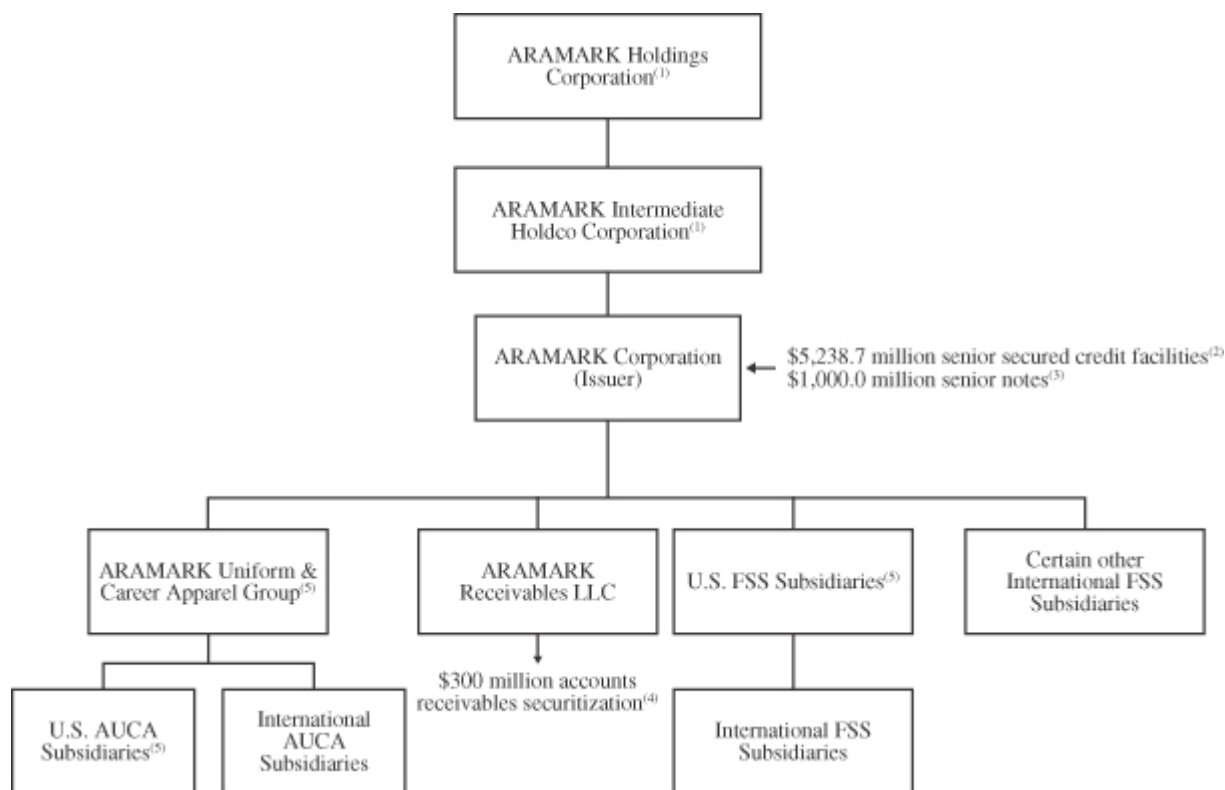 ARAMARK Holdings
Corporation(1)
ARAMARK Intermediate
Holdco Corporation(1)
ARAMARK Corporation
(Issuer)
$5,238.7 million senior secured credit facilities(2)
$1,000.0 million senior notes(3)
ARAMARK Uniform &
Career Apparel Group(5)
ARAMARK
Receivables LLC
U.S. FSS Subsidiaries(5)
Certain other
International FSS
Subsidiaries
$300 million accounts
receivables securitization(4)
U.S. AUCA
Subsidiaries(5)
International
AUCA
Subsidiaries
International FSS
Subsidiaries